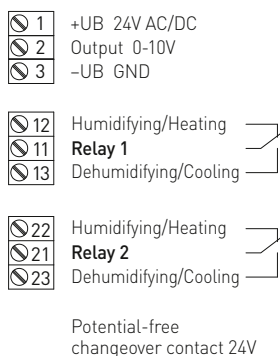 1 +UB 24V AC/DC
2 Output 0-10V
3 –UB GND
12 Humidifying/Heating
11 Relay 1
13 Dehumidifying/Cooling
22 Humidifying/Heating
21 Relay 2
23 Dehumidifying/Cooling
Potential-free
changeover contact 24V